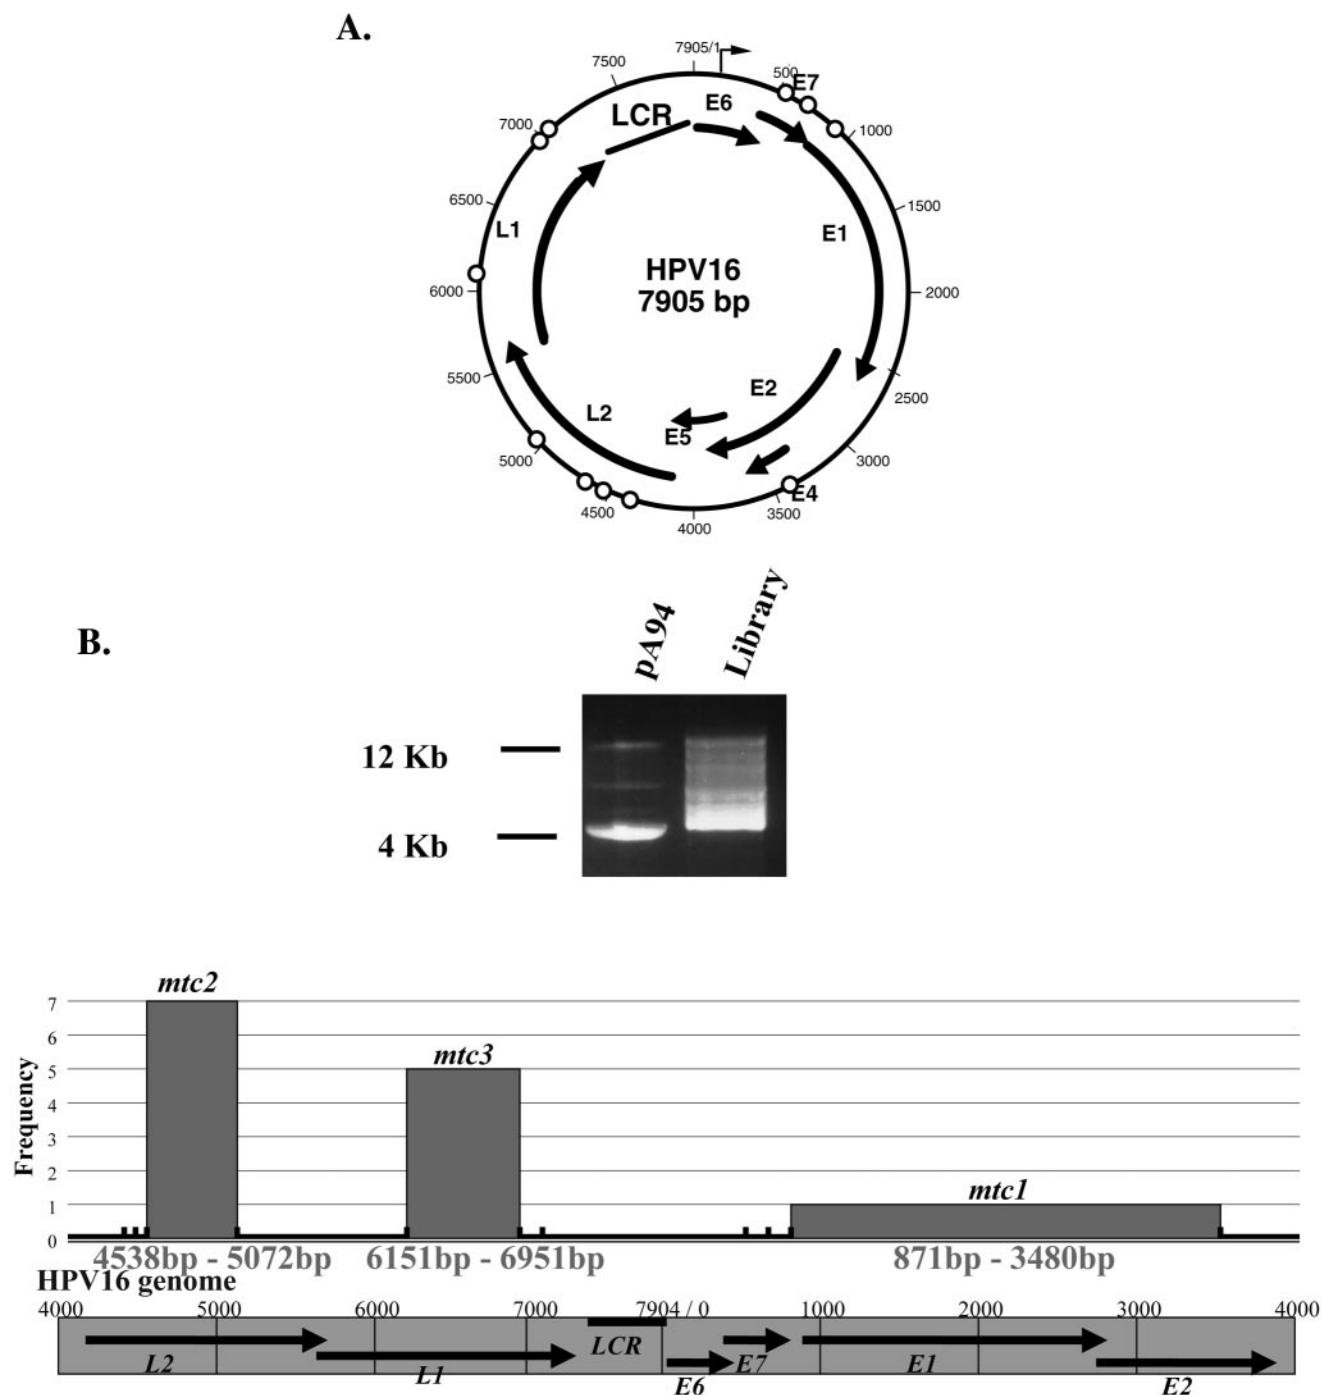 A.
7905/1
500
E7
7500
E6
LCR
7000
1000
6500
1500
L1
E1
HPV16
7905 bp
6000
2000
5500
E2
2500
L2
E5
5000
3000
E4
4500
3500
4000
B.
pA94
Library
12 Kb
4 Kb
mtc2
7
6
mtc3
5
4
3
2
mtc1
1
0
Frequency
4538bp - 5072bp
6151bp - 6951bp
871bp - 3480bp
HPV16 genome
4000
5000
6000
7000
7904 / 0
1000
2000
3000
4000
L2
L1
LCR
E6
E7
E1
E2